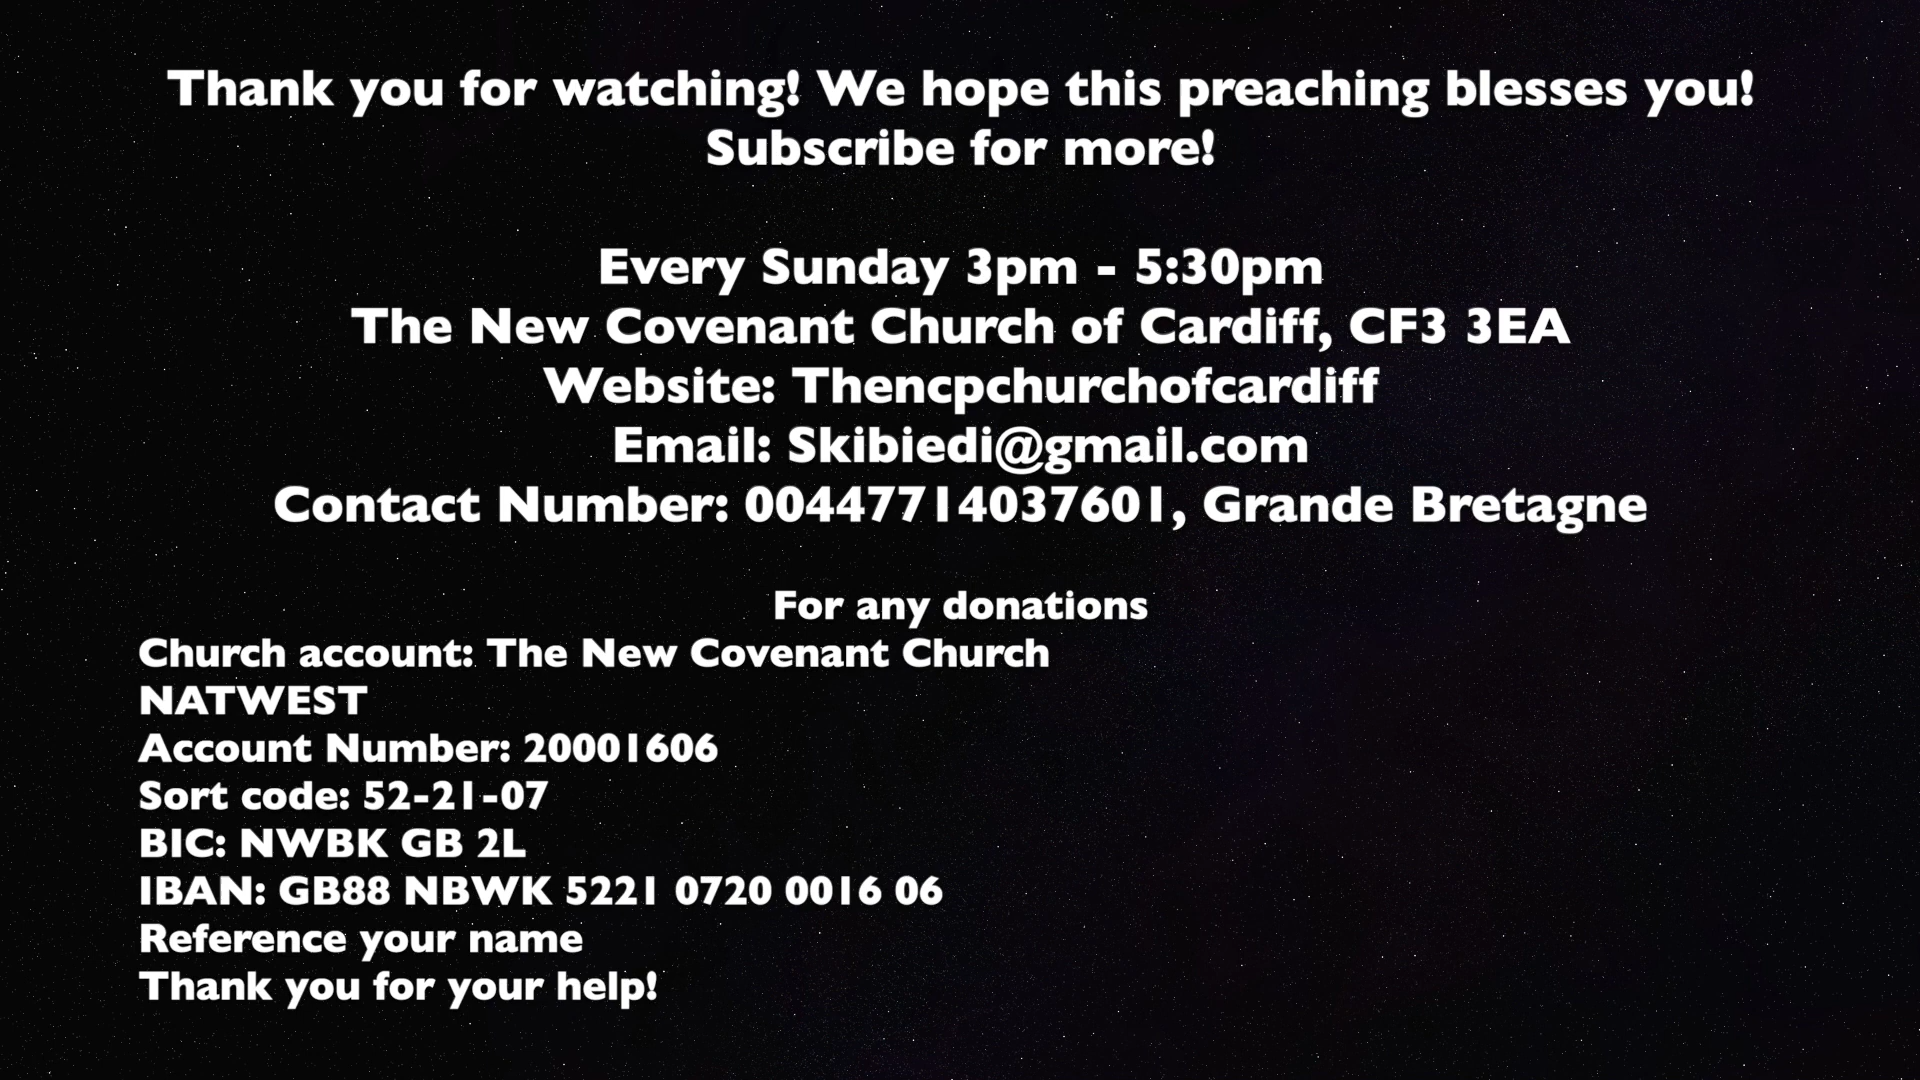 Thank you for watching! We hope this preaching blesses you!
Subscribe for more!
Every Sunday 3pm - 5:30pm
The New Covenant Church of Cardiff, CF3 3EA
Website: Thencpchurchofcardiff
Email: Skibiedi@gmail.com
Contact Number: 00447714037601, Grande Bretagne
For any donations
Church account: The New Covenant Church
NATWEST
Account Number: 20001606
Sort code: 52-21-07
BIC: NWBK GB 2L
IBAN: GB88 NBWK 5221 0720 0016 06
Reference your name
Thank you for your help!